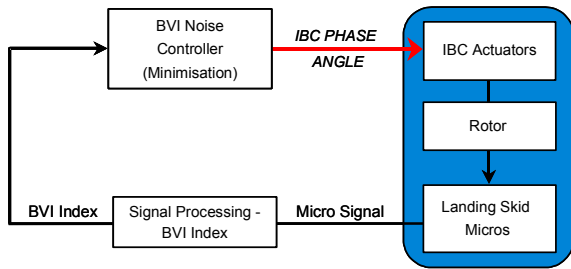 BVI Noise
Controller
(Minimisation)
IBC PHASE
ANGLE
IBC Actuators
Rotor
Landing Skid
Micros
Micro Signal
Signal Processing -
BVI Index
BVI Index